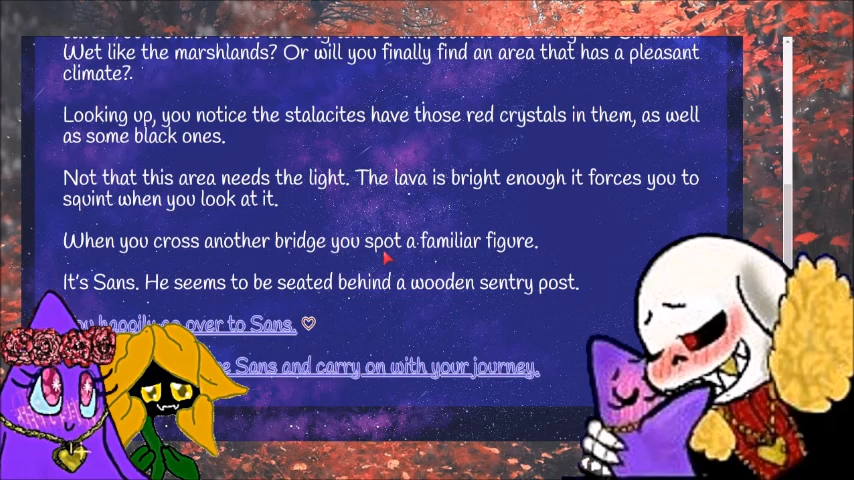 Wet like the marshlands? Or will you finally find an area that has a pleasant
climate?
Looking up, you notice the stalacites have those red crystals in them, as well
as some black ones.
Not that this area needs the light. The lava is bright enough it forces you to
squint when you look at it.
When you cross another bridge you spot a familiar figure.
It's Sans. He seems to be seated behind a wooden sentry post.
You happily go over to Sans. ♡
Sans and carry on with your journey.